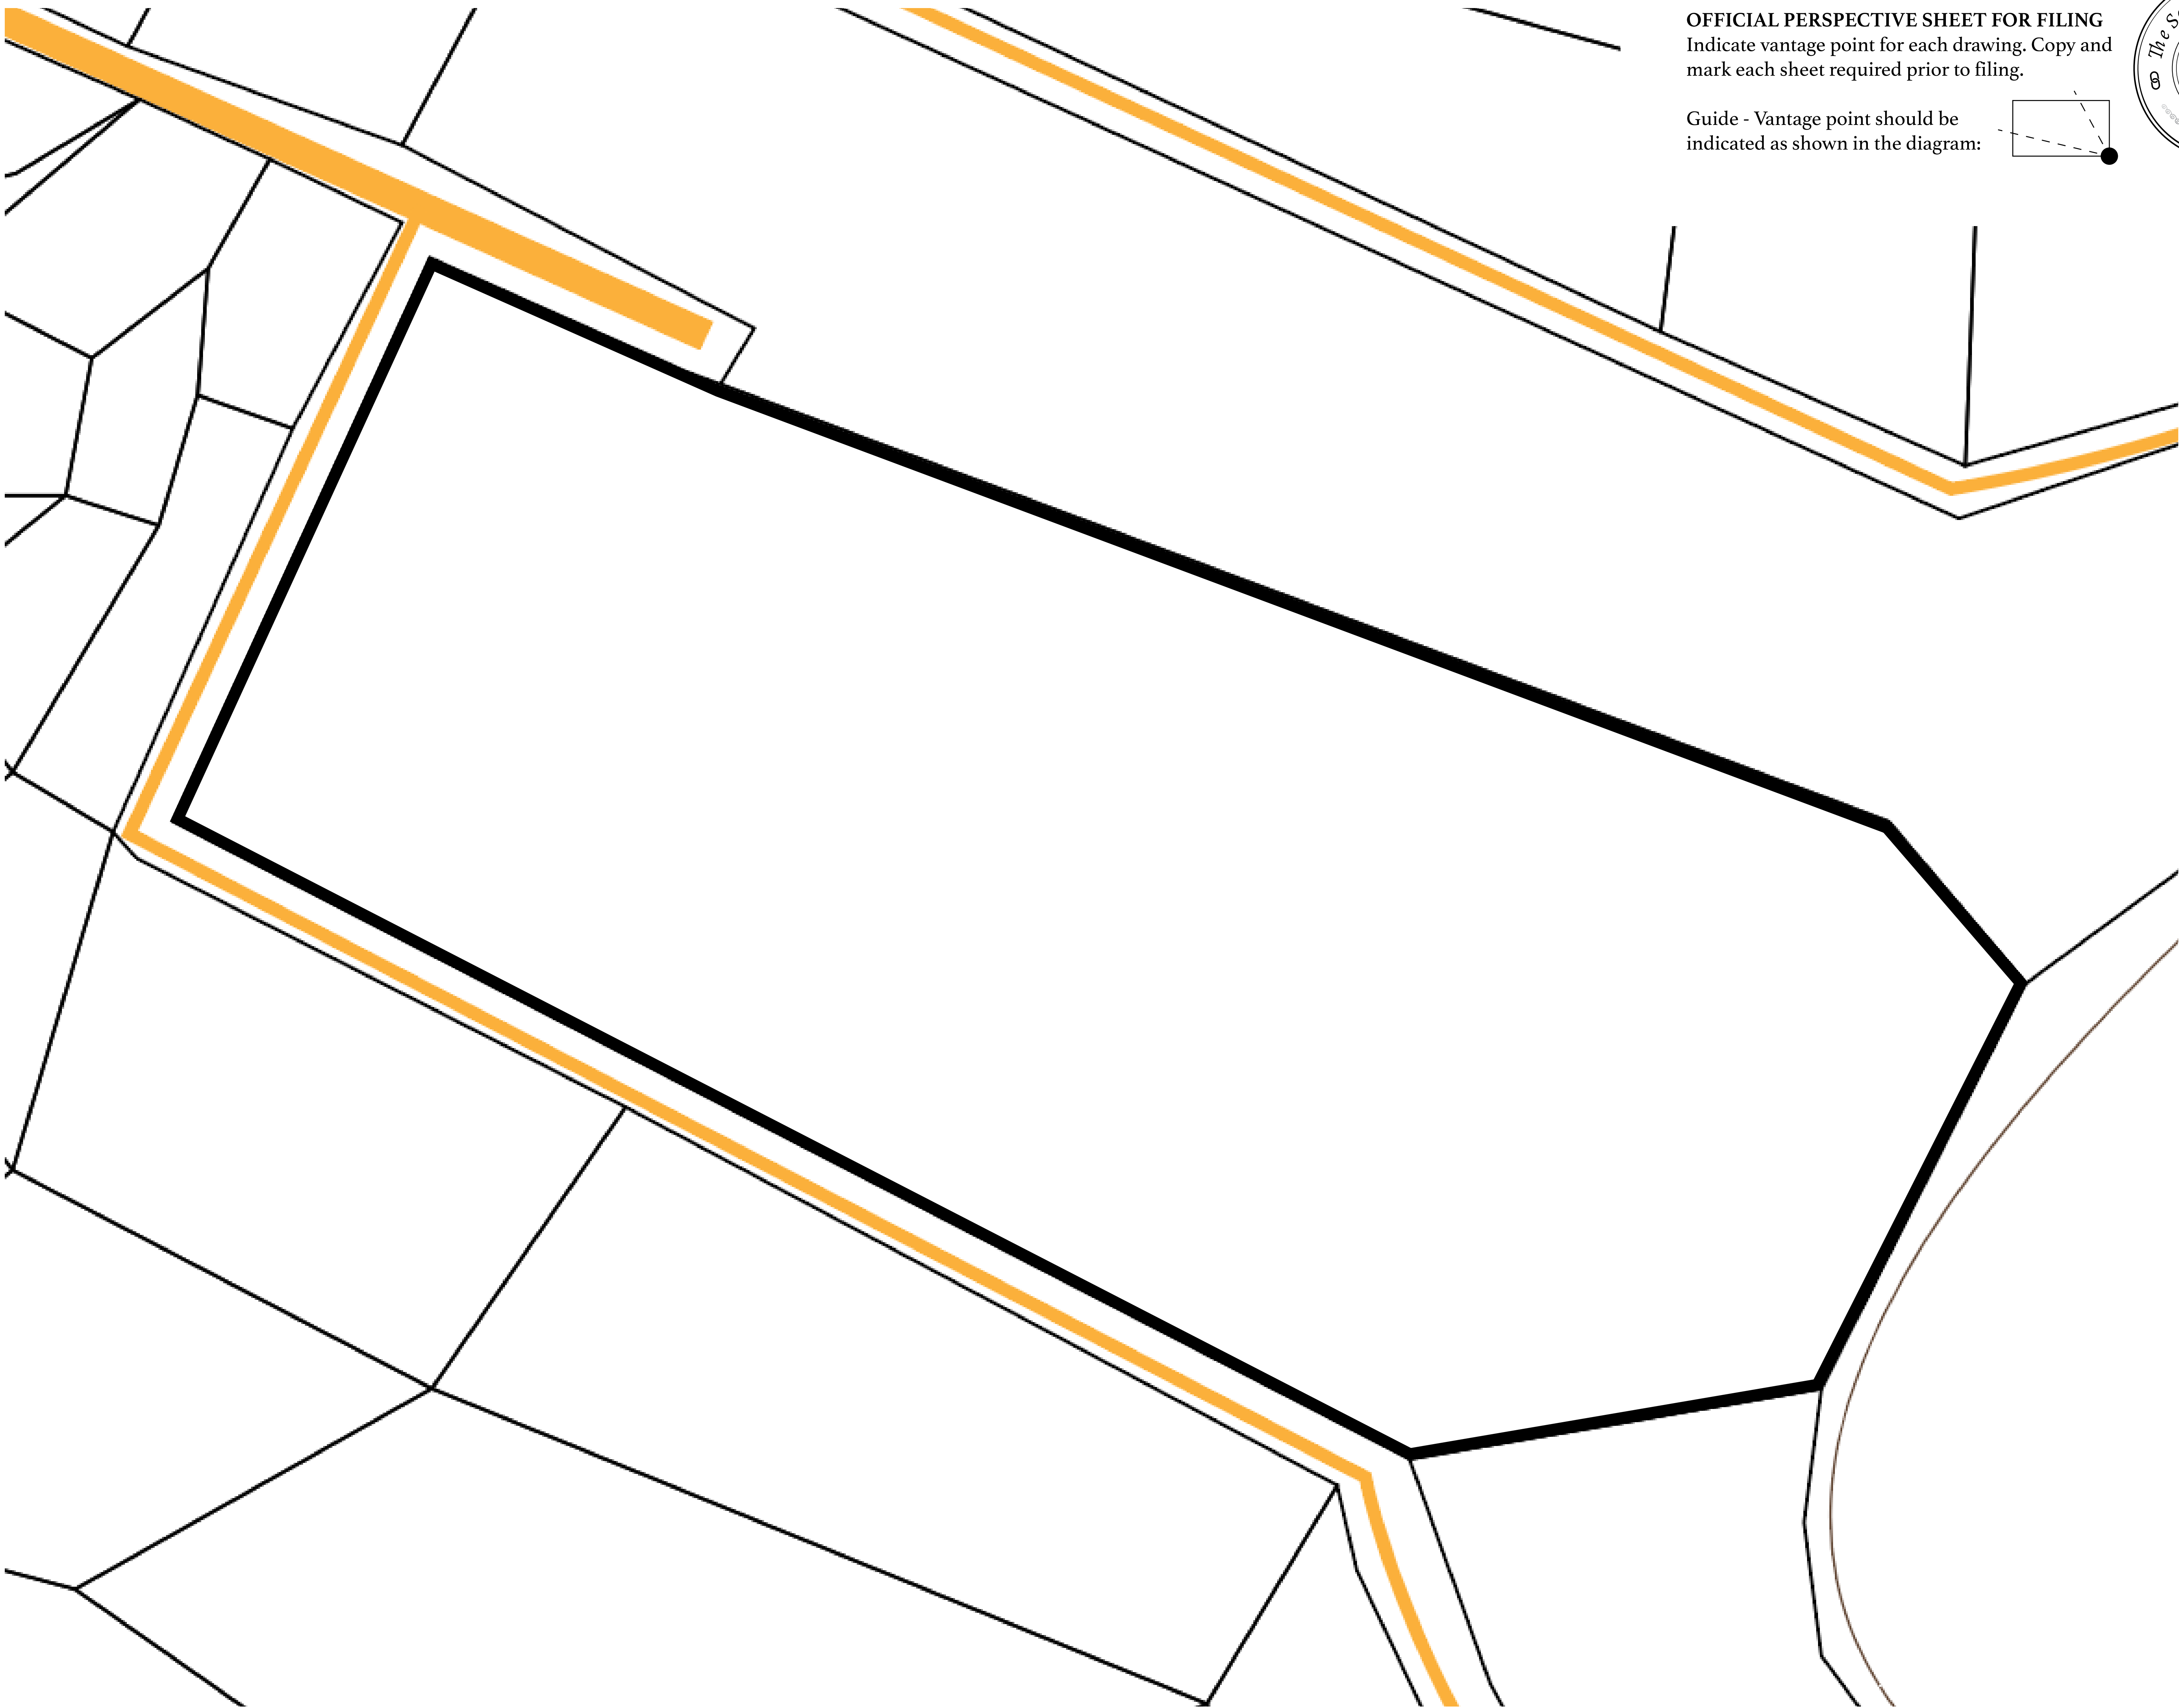 OFFICIAL PERSPECTIVE SHEET FOR FILING
Indicate vantage point for each drawing. Copy and
mark each sheet required prior to filing.
Guide - Vantage point should be
indicated as shown in the diagram:
The